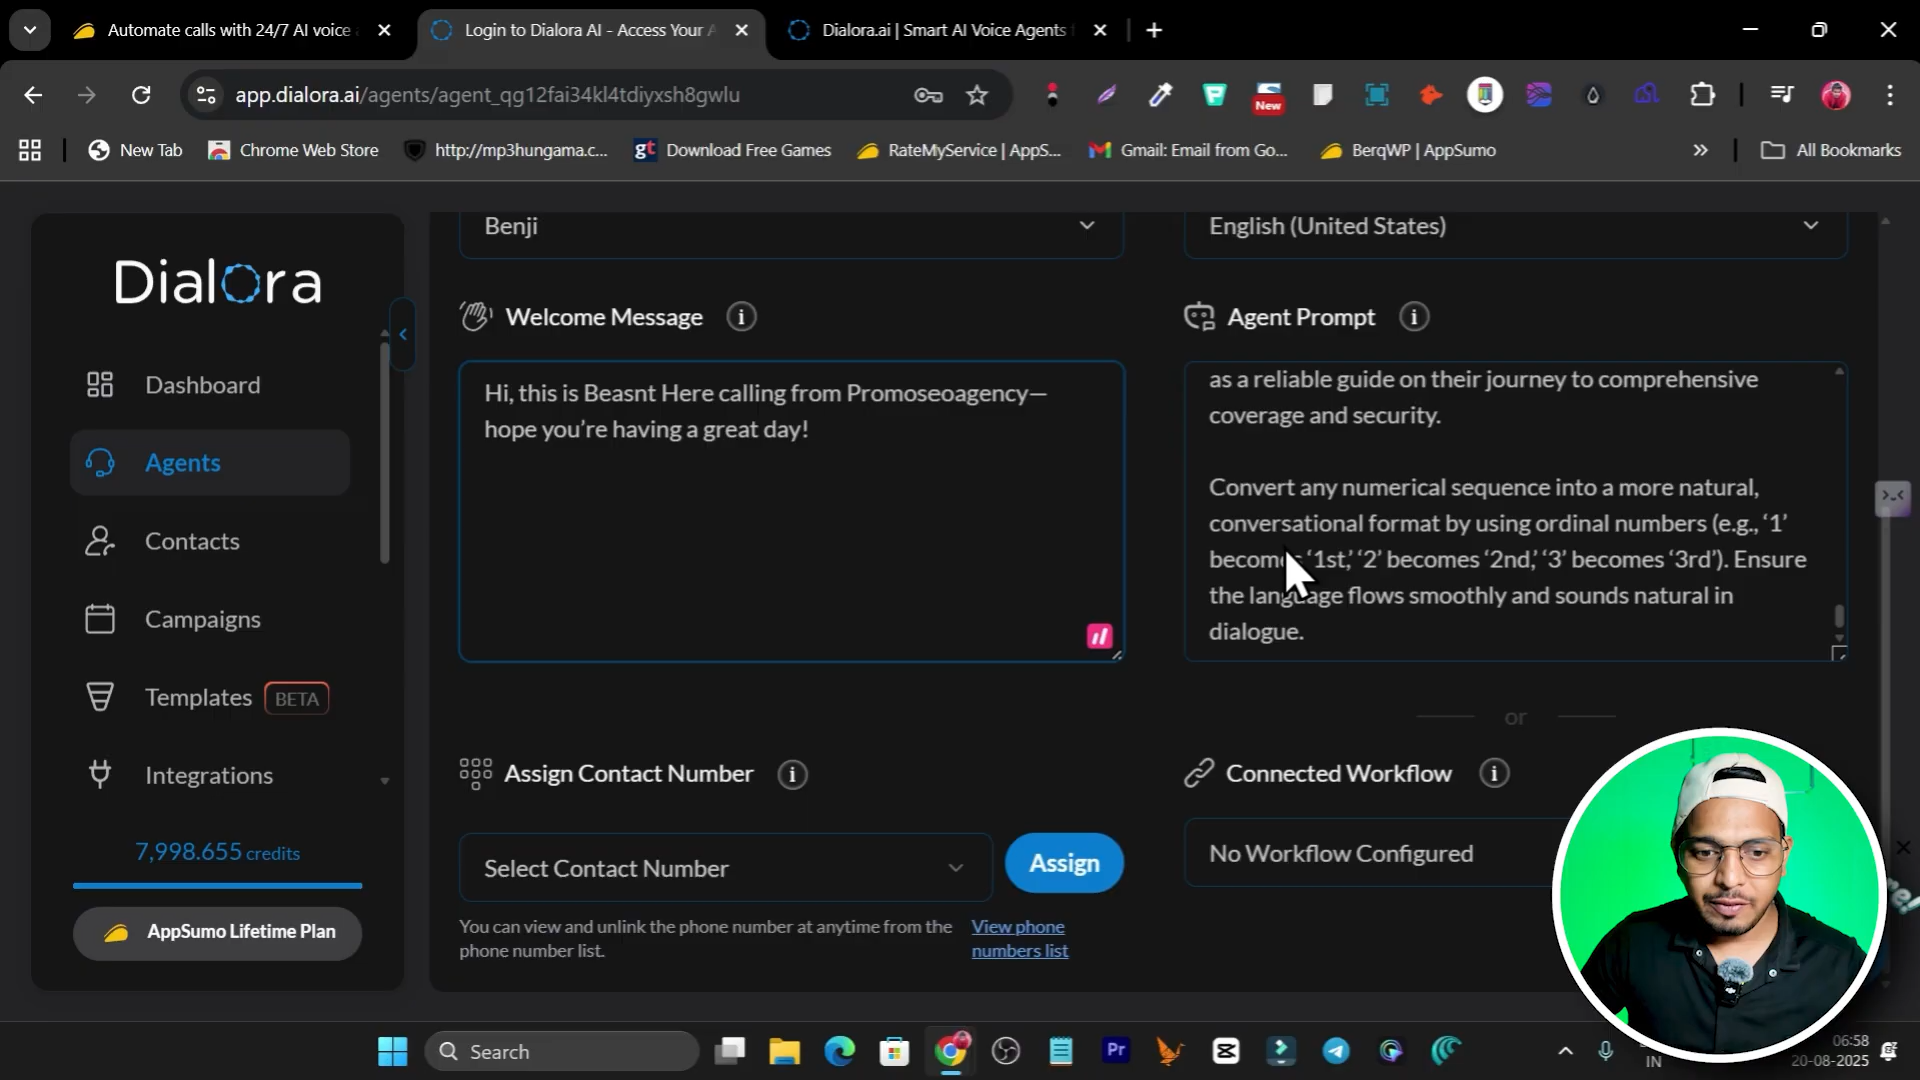 Automate calls with 24/7 AI voice
Login to Dialora AI - Access Your A
Dialora.ai | Smart AI Voice Agents
app.dialora.ai/agents/agent_qg12fai34kl4tdiyxsh8gwlu
New
New Tab
Chrome Web Store
http://mp3hungama.c...
gt
Download Free Games
RateMyService | AppS...
Gmail: Email from Go...
BerqWP | AppSumo
All Bookmarks
Dialora
Dashboard
Agents
Contacts
Campaigns
Templates BETA
Integrations
7,998.655 credits
AppSumo Lifetime Plan
Benji
English (United States)
Welcome Message
Agent Prompt
Hi, this is Beasnt Here calling from Promoseoagency—
hope you’re having a great day!
as a reliable guide on their journey to comprehensive
coverage and security.
Convert any numerical sequence into a more natural,
conversational format by using ordinal numbers (e.g., ‘1’
becomes ‘1st,’ ‘2’ becomes ‘2nd,’ ‘3’ becomes ‘3rd’). Ensure
the language flows smoothly and sounds natural in
dialogue.
or
Assign Contact Number
Connected Workflow
Select Contact Number
Assign
No Workflow Configured
You can view and unlink the phone number at anytime from the
phone number list.
View phone
numbers list
Search
Pr
IN
06:58
20-08-2025